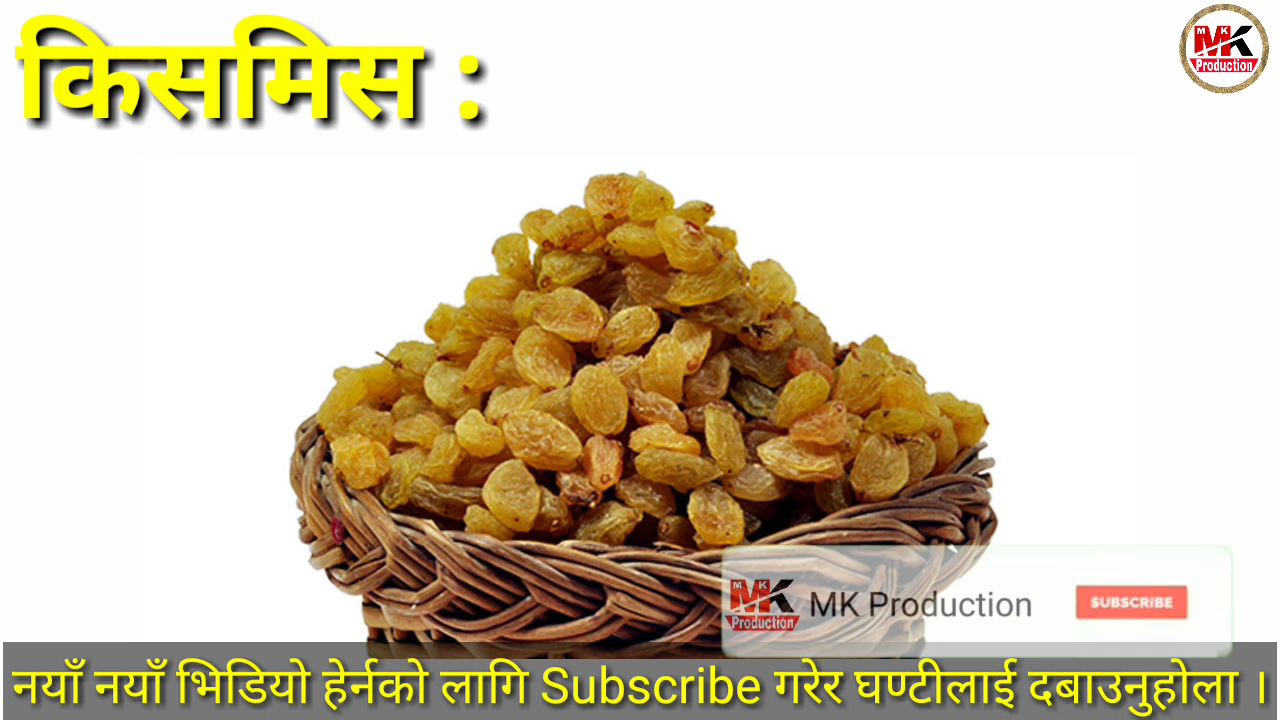 किसमिस :
M K
MK
Production
M K
MK
Production
MK Production
SUBSCRIBE
नयाँ नयाँ भिडियो हेर्नको लागि Subscribe गरेर घण्टीलाई दबाउनुहोला ।